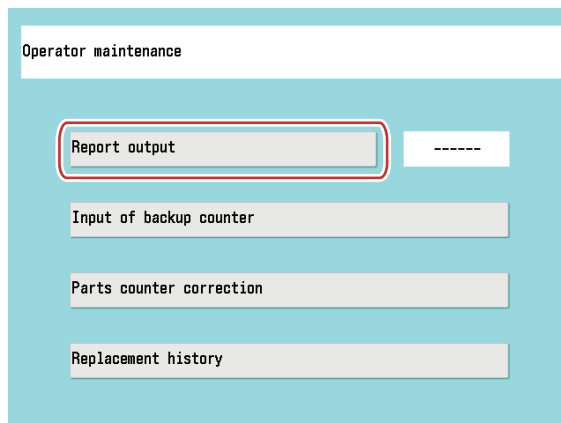 Operator maintenance
Report output
------
Input of backup counter
Parts counter correction
Replacement history